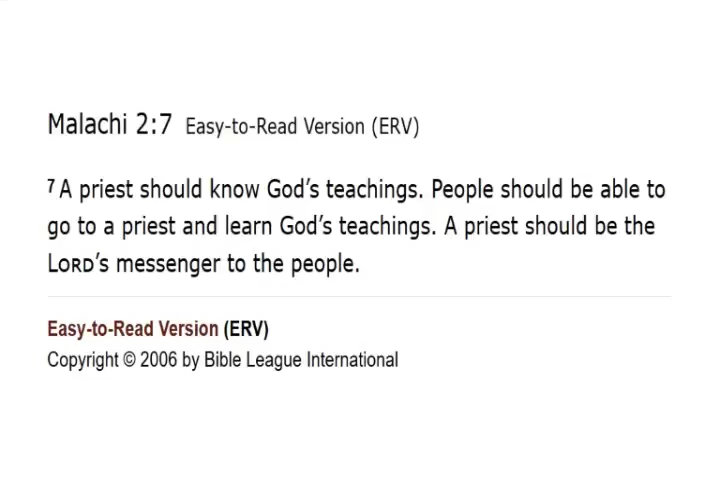 Malachi 2:7 Easy-to-Read Version (ERV)
7 A priest should know God’s teachings. People should be able to
go to a priest and learn God’s teachings. A priest should be the
LORD’s messenger to the people.
Easy-to-Read Version (ERV)
Copyright © 2006 by Bible League International